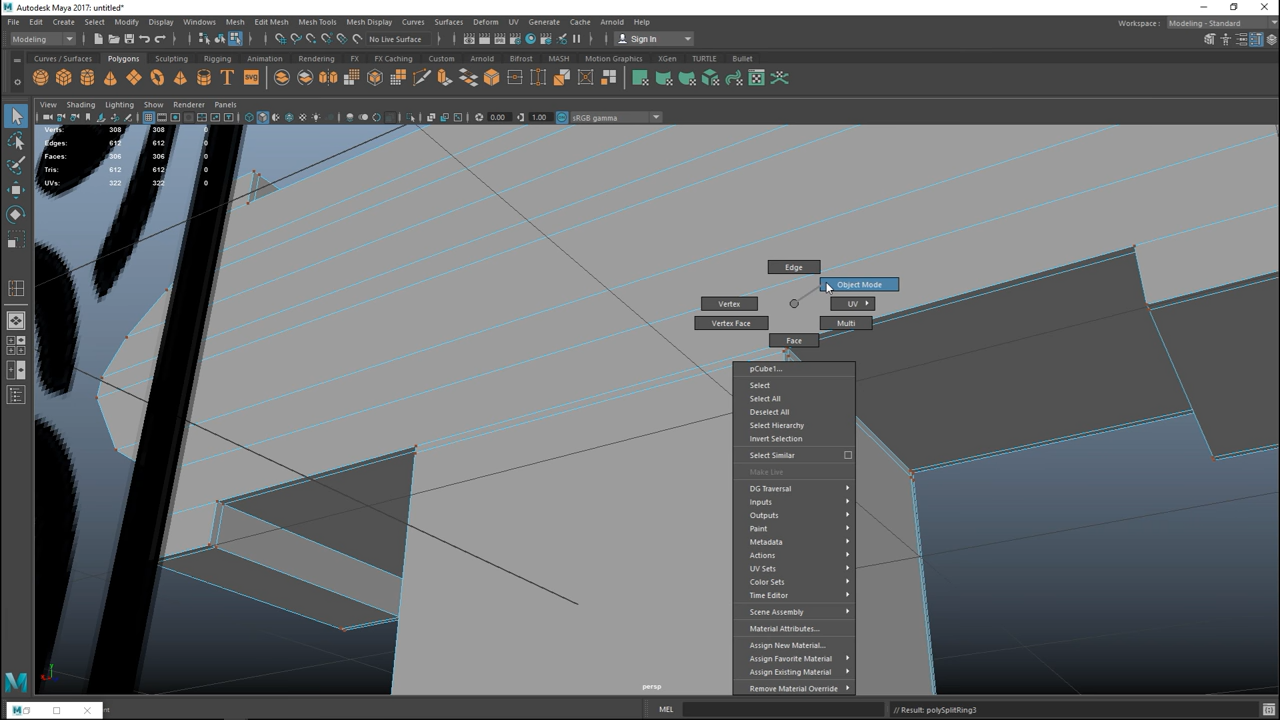 Autodesk Maya 2017: untitled*
File Edit Create Select Modify Display Windows Mesh Edit Mesh Mesh Tools Mesh Display Curves Surfaces Deform UV Generate Cache Arnold Help
Workspace : Modeling - Standard
Modeling No Live Surface Sign In
Curves / Surfaces Polygons Sculpting Rigging Animation Rendering FX FX Caching Custom Arnold Bifrost MASH Motion Graphics XGen TURTLE Bullet
View Shading Lighting Show Renderer Panels
0.00 1.00 sRGB gamma
Verts: 308 308 0
Edges: 612 612 0
Faces: 306 306 0
Tris: 612 612 0
UVs: 322 322 0
Edge
Object Mode
Vertex UV
Vertex Face Multi
Face
pCube1...
Select
Select All
Deselect All
Select Hierarchy
Invert Selection
Select Similar
Make Live
DG Traversal
Inputs
Outputs
Paint
Metadata
Actions
UV Sets
Color Sets
Time Editor
Scene Assembly
Material Attributes...
Assign New Material...
Assign Favorite Material
Assign Existing Material
Remove Material Override
persp
MEL // Result: polySplitRing3